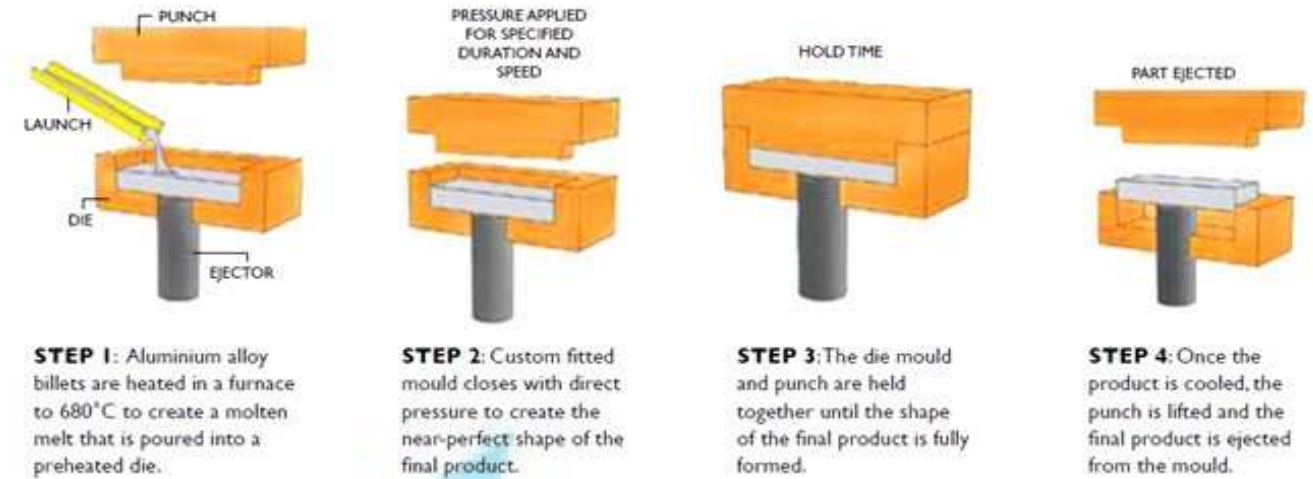 PUNCH
LAUNCH
DIE
EJECTOR
PRESSURE APPLIED
FOR SPECIFIED
DURATION AND
SPEED
HOLD TIME
PART EJECTED
STEP 1: Aluminium alloy
billets are heated in a furnace
to 680°C to create a molten
melt that is poured into a
preheated die.
STEP 2: Custom fitted
mould closes with direct
pressure to create the
near-perfect shape of the
final product.
STEP 3: The die mould
and punch are held
together until the shape
of the final product is fully
formed.
STEP 4: Once the
product is cooled, the
punch is lifted and the
final product is ejected
from the mould.